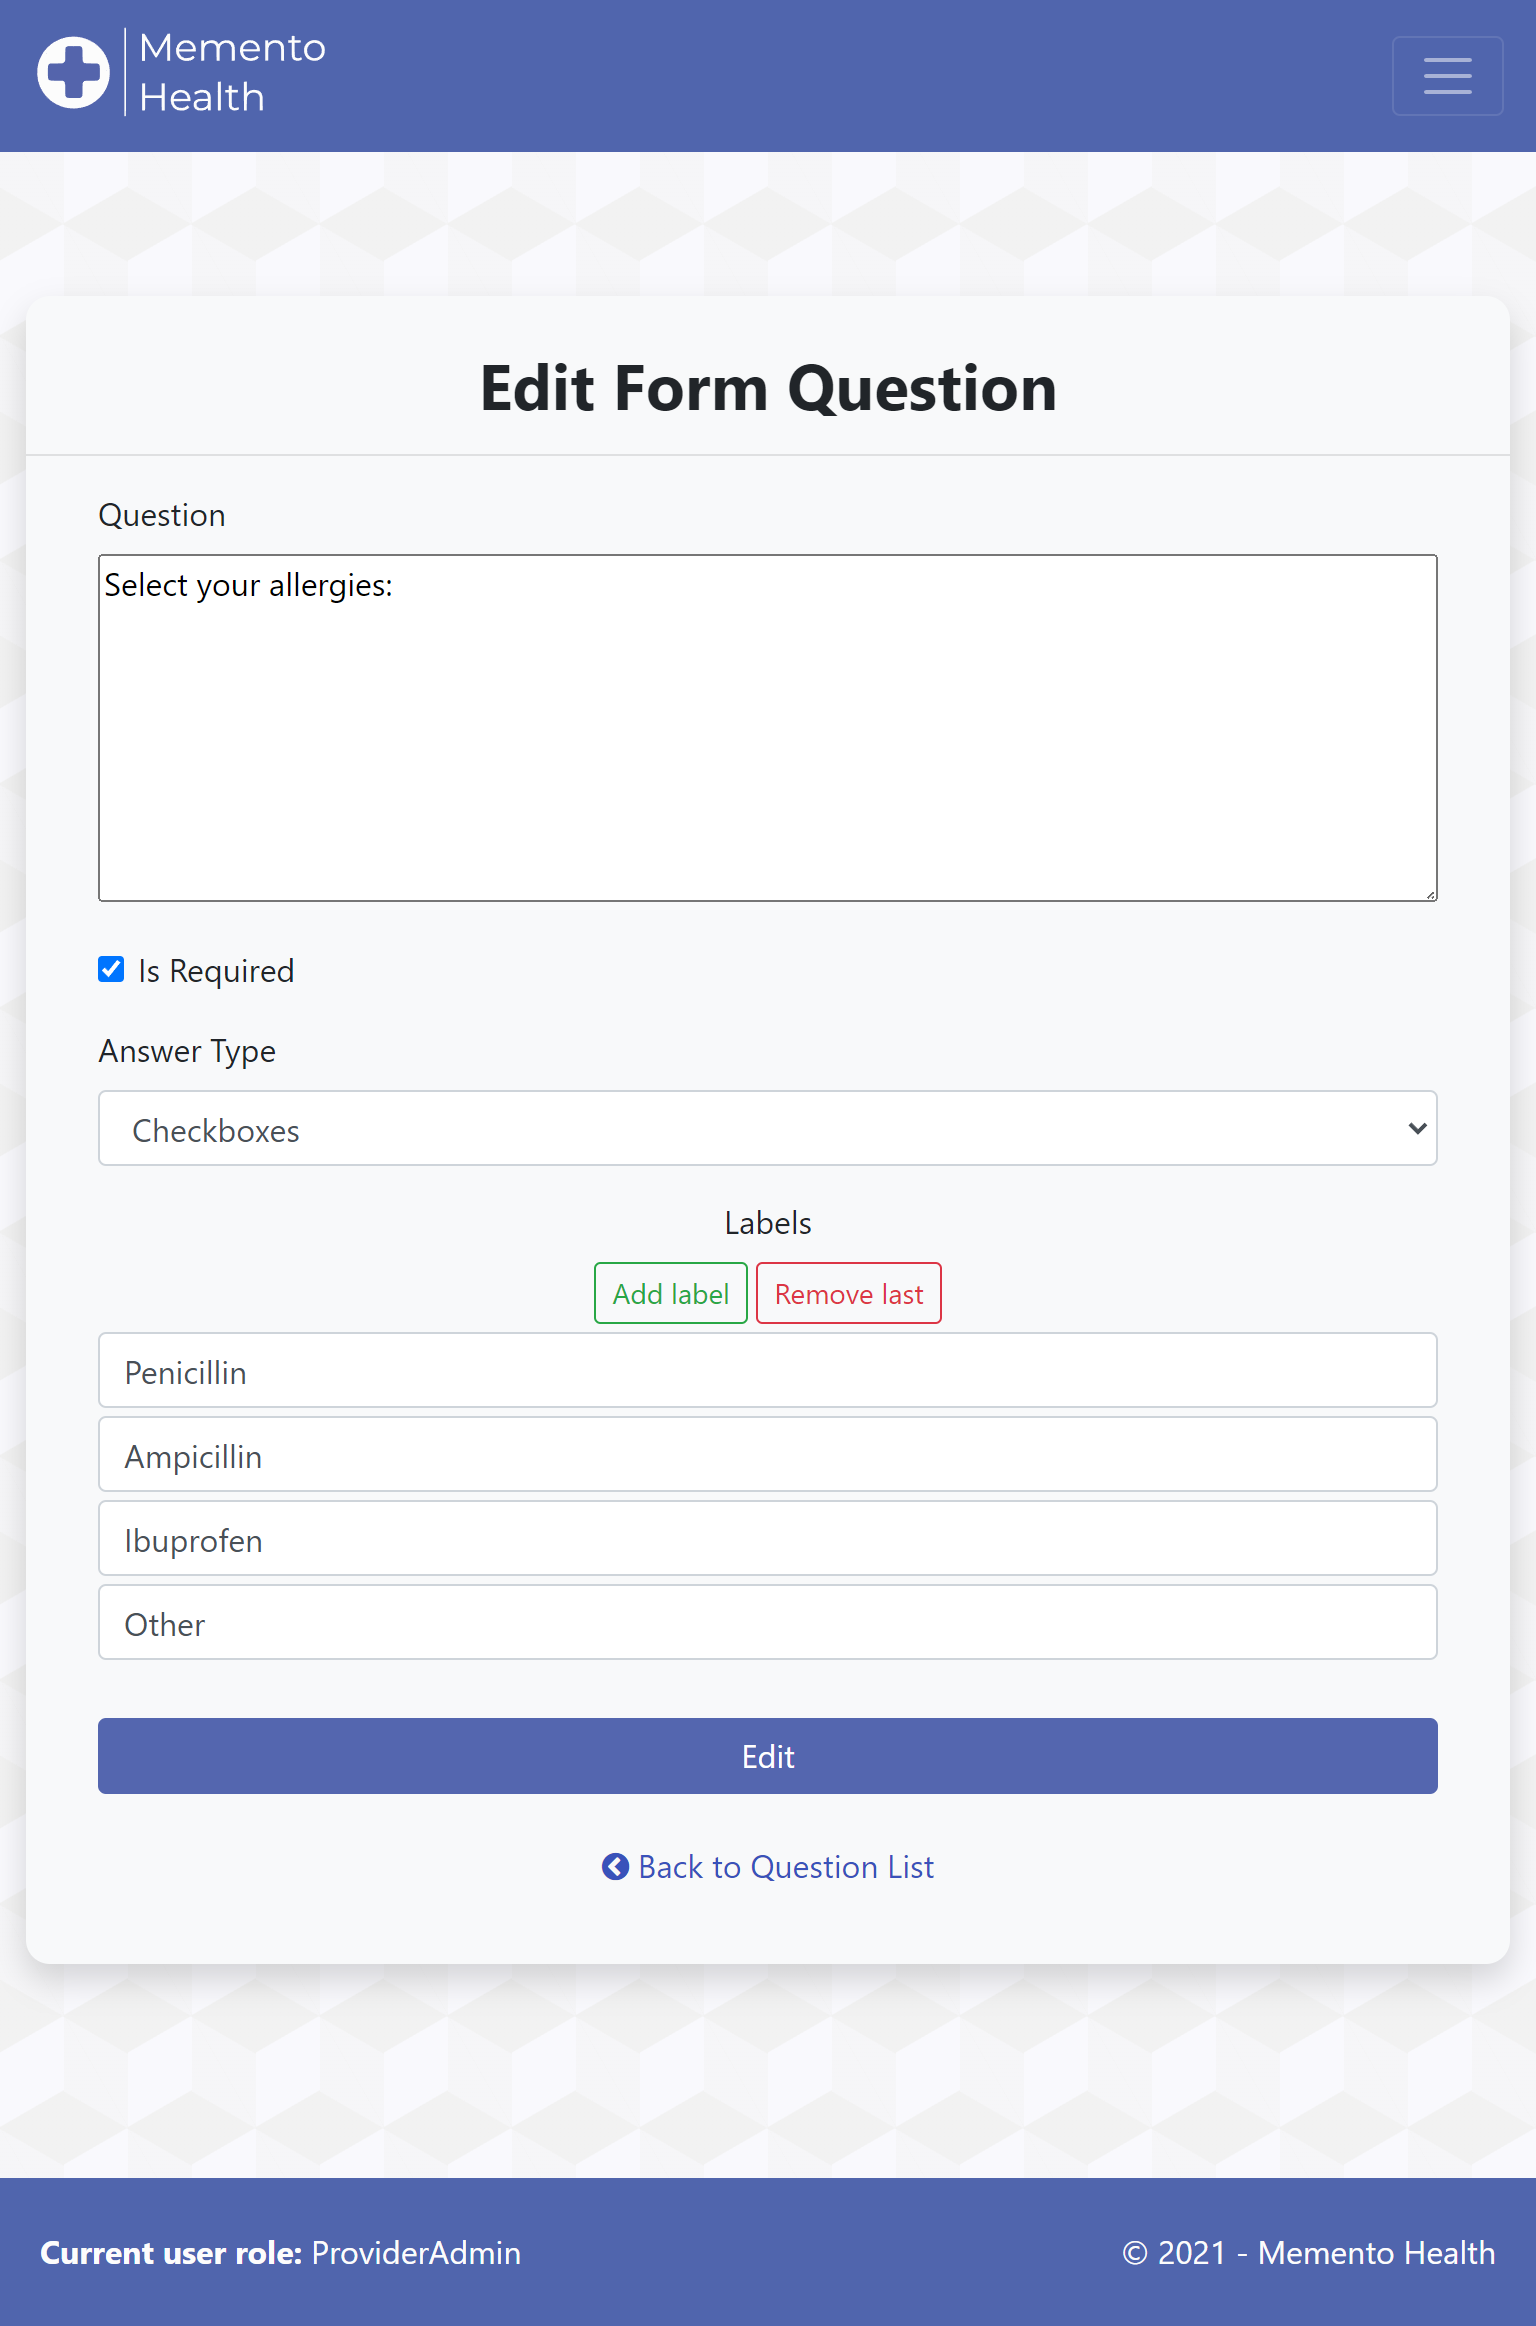 Memento
Health
Edit Form Question
Question
Select your allergies:
Is Required
Answer Type
Checkboxes
Labels
Add label Remove last
Penicillin
Ampicillin
Ibuprofen
Other
Edit
Back to Question List
Current user role: ProviderAdmin © 2021 - Memento Health